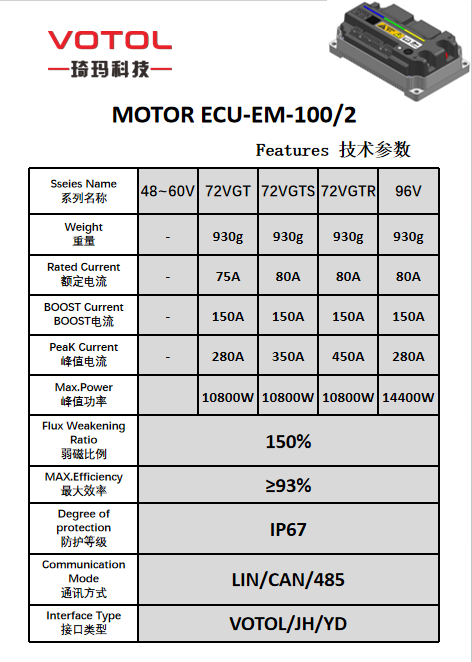 VOTOL
琦玛科技
MOTOR ECU-EM-100/2
Features 技术参数
Sseies Name
系列名称
48~60V 72VGT 72VGTS 72VGTR 96V
Weight
重量
- 930g 930g 930g 930g
Rated Current
额定电流
- 75A 80A 80A 80A
BOOST Current
BOOST电流
- 150A 150A 150A 150A
PeaK Current
峰值电流
- 280A 350A 450A 280A
Max.Power
峰值功率
10800W 10800W 10800W 14400W
Flux Weakening
Ratio
弱磁比例
150%
MAX.Efficiency
最大效率
≥93%
Degree of
protection
防护等级
IP67
Communication
Mode
通讯方式
LIN/CAN/485
Interface Type
接口类型
VOTOL/JH/YD